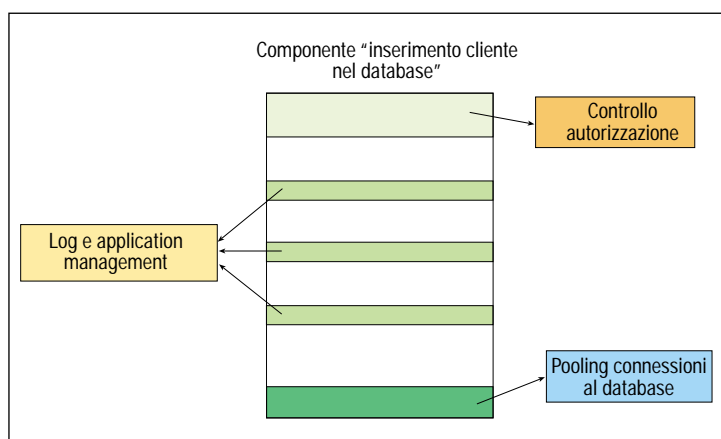 Componente “inserimento cliente
nel database”
Controllo
autorizzazione
Log e application
management
Pooling connessioni
al database